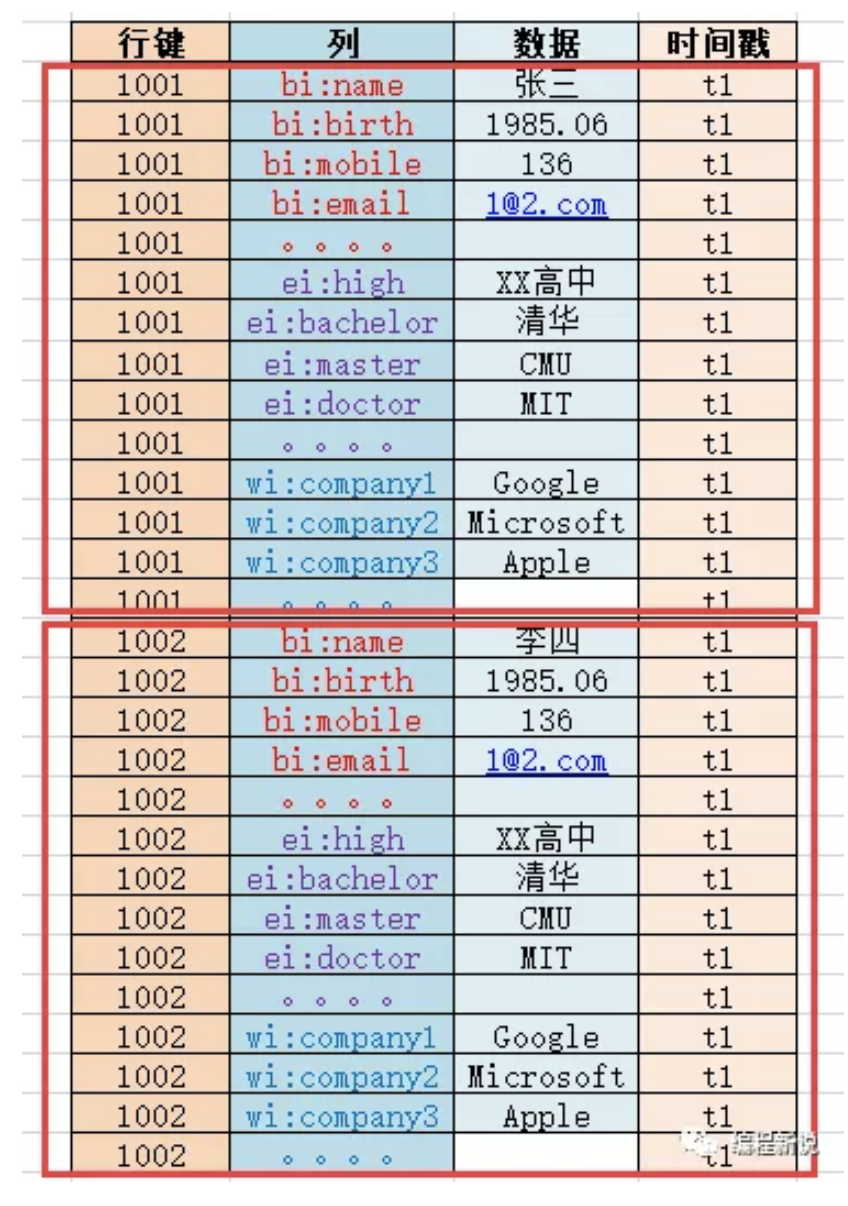 行键 列 数据 时间戳
1001 bi:name 张三 t1
1001 bi:birth 1985.06 t1
1001 bi:mobile 136 t1
1001 bi:email 1@2.com t1
1001 。。。。 t1
1001 ei:high XX高中 t1
1001 ei:bachelor 清华 t1
1001 ei:master CMU t1
1001 ei:doctor MIT t1
1001 。。。。 t1
1001 wi:company1 Google t1
1001 wi:company2 Microsoft t1
1001 wi:company3 Apple t1
1001 。。。。 t1
1002 bi:name 李四 t1
1002 bi:birth 1985.06 t1
1002 bi:mobile 136 t1
1002 bi:email 1@2.com t1
1002 。。。。 t1
1002 ei:high XX高中 t1
1002 ei:bachelor 清华 t1
1002 ei:master CMU t1
1002 ei:doctor MIT t1
1002 。。。。 t1
1002 wi:company1 Google t1
1002 wi:company2 Microsoft t1
1002 wi:company3 Apple t1
1002 。。。。 t1
编程新说